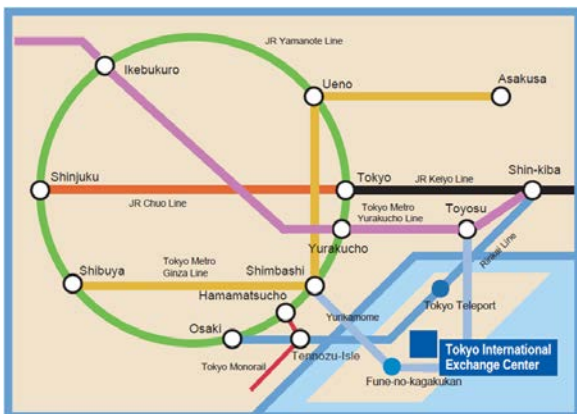 JR Yamanote Line
Ikebukuro
Ueno
Asakusa
Shinjuku
Tokyo
JR Keiyo Line
Shin-kiba
JR Chuo Line
Tokyo Metro
Yurakucho Line
Toyosu
Yurakucho
Rinkai Line
Tokyo Metro
Ginza Line
Shibuya
Shimbashi
Hamamatsucho
Tokyo Teleport
Yurikamome
Osaki
Tennozu-Isle
Tokyo Monorail
Tokyo International
Exchange Center
Fune-no-kagakukan